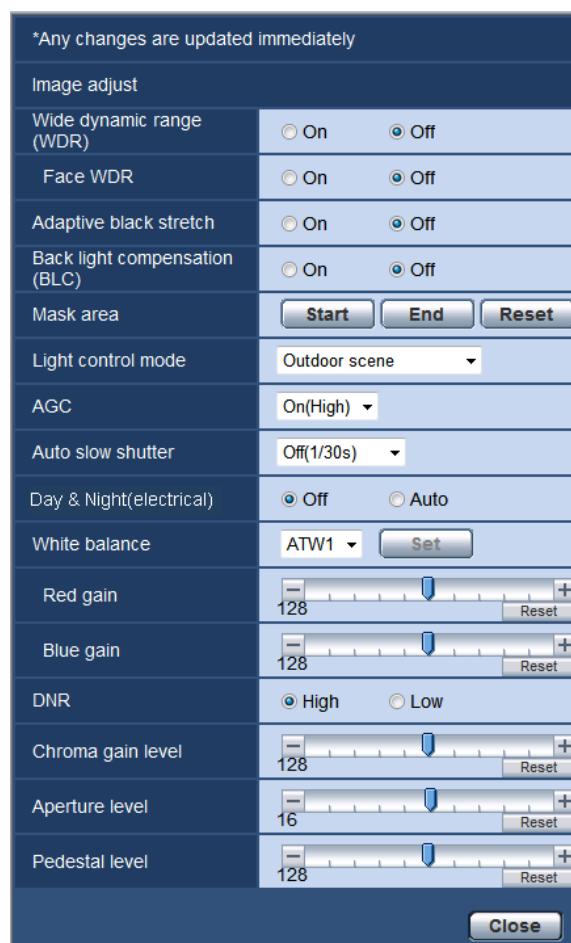 *Any changes are updated immediately
Image adjust
Wide dynamic range
(WDR)
On Off
Face WDR
On Off
Adaptive black stretch
On Off
Back light compensation
(BLC)
On Off
Mask area
Start End Reset
Light control mode
Outdoor scene
AGC
On(High)
Auto slow shutter
Off(1/30s)
Day & Night(electrical)
Off Auto
White balance
ATW1 Set
Red gain
128 Reset
Blue gain
128 Reset
DNR
High Low
Chroma gain level
128 Reset
Aperture level
16 Reset
Pedestal level
128 Reset
Close